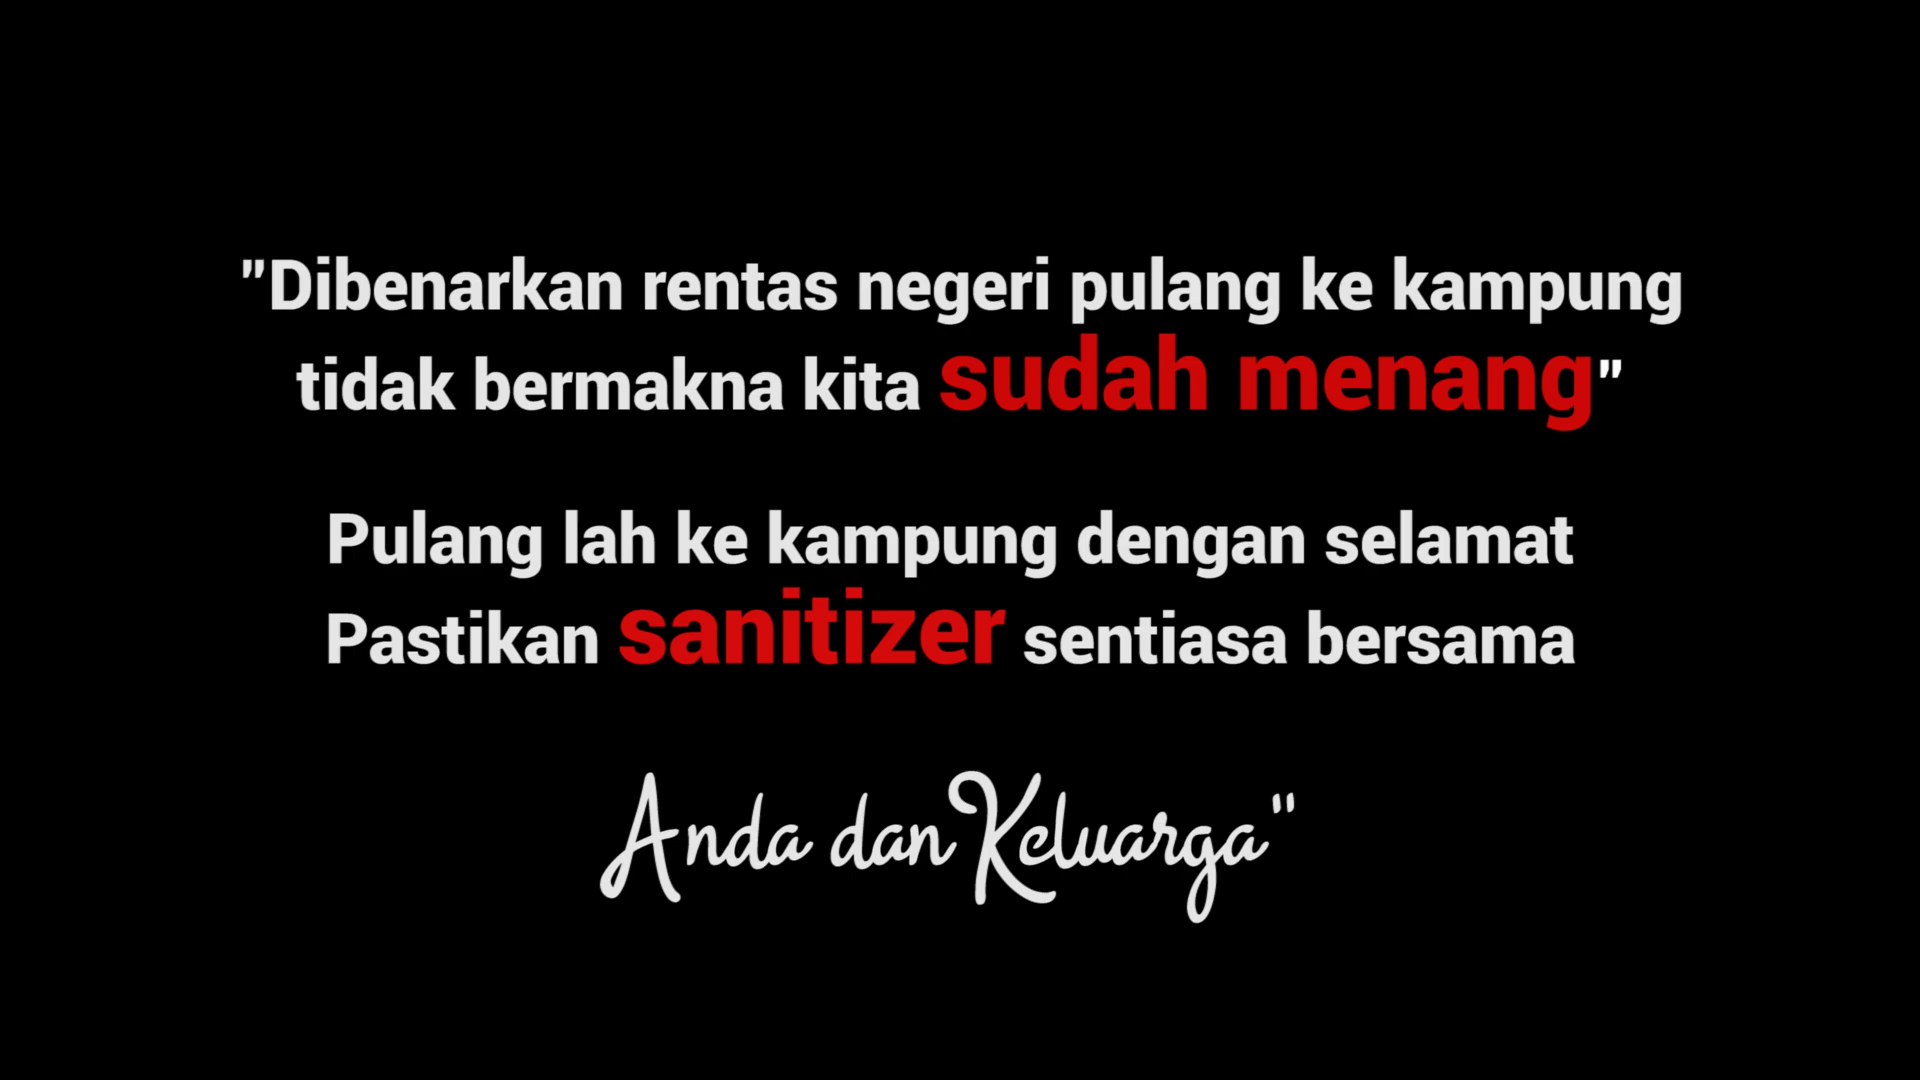 "Dibenarkan rentas negeri pulang ke kampung
tidak bermakna kita sudah menang"
Pulang lah ke kampung dengan selamat
Pastikan sanitizer sentiasa bersama
Anda dan Keluarga"